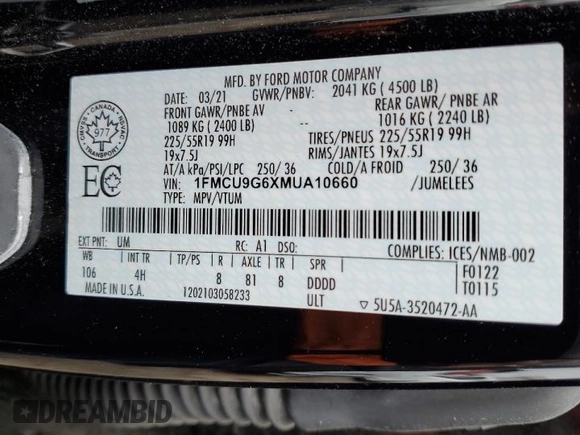 MFD. BY FORD MOTOR COMPANY
DATE: 03/21 GVWR/PNBV: 2041 KG ( 4500 LB)
FRONT GAWR/PNBE AV REAR GAWR/ PNBE AR
1089 KG ( 2400 LB) 1016 KG ( 2240 LB)
225/55R19 99H TIRES/PNEUS 225/55R19 99H
19x7.5J RIMS/JANTES 19x7.5J
AT/A kPa/PSI/LPC 250/ 36 COLD/A FROID 250/ 36
VIN: 1FMCU9G6XMUA10660 /JUMELEES
TYPE: MPV/VTUM
CMVSS - CANADA - NSVAC
977
TRANSPORT
EC
EXT PNT: UM RC: A1 DSO: COMPLIES: ICES/NMB-002
WB INT TR TP/PS R AXLE TR SPR F0122
106 4H 8 81 8 DDDD T0115
MADE IN U.S.A. 1202103058233 ULT ▽ 5U5A-3520472-AA
DREAMBID